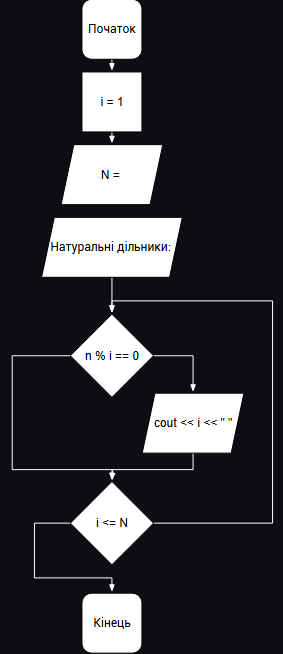 Початок
i = 1
N =
Натуральні дільники:
n % i == 0
cout << i << " "
i <= N
Кінець